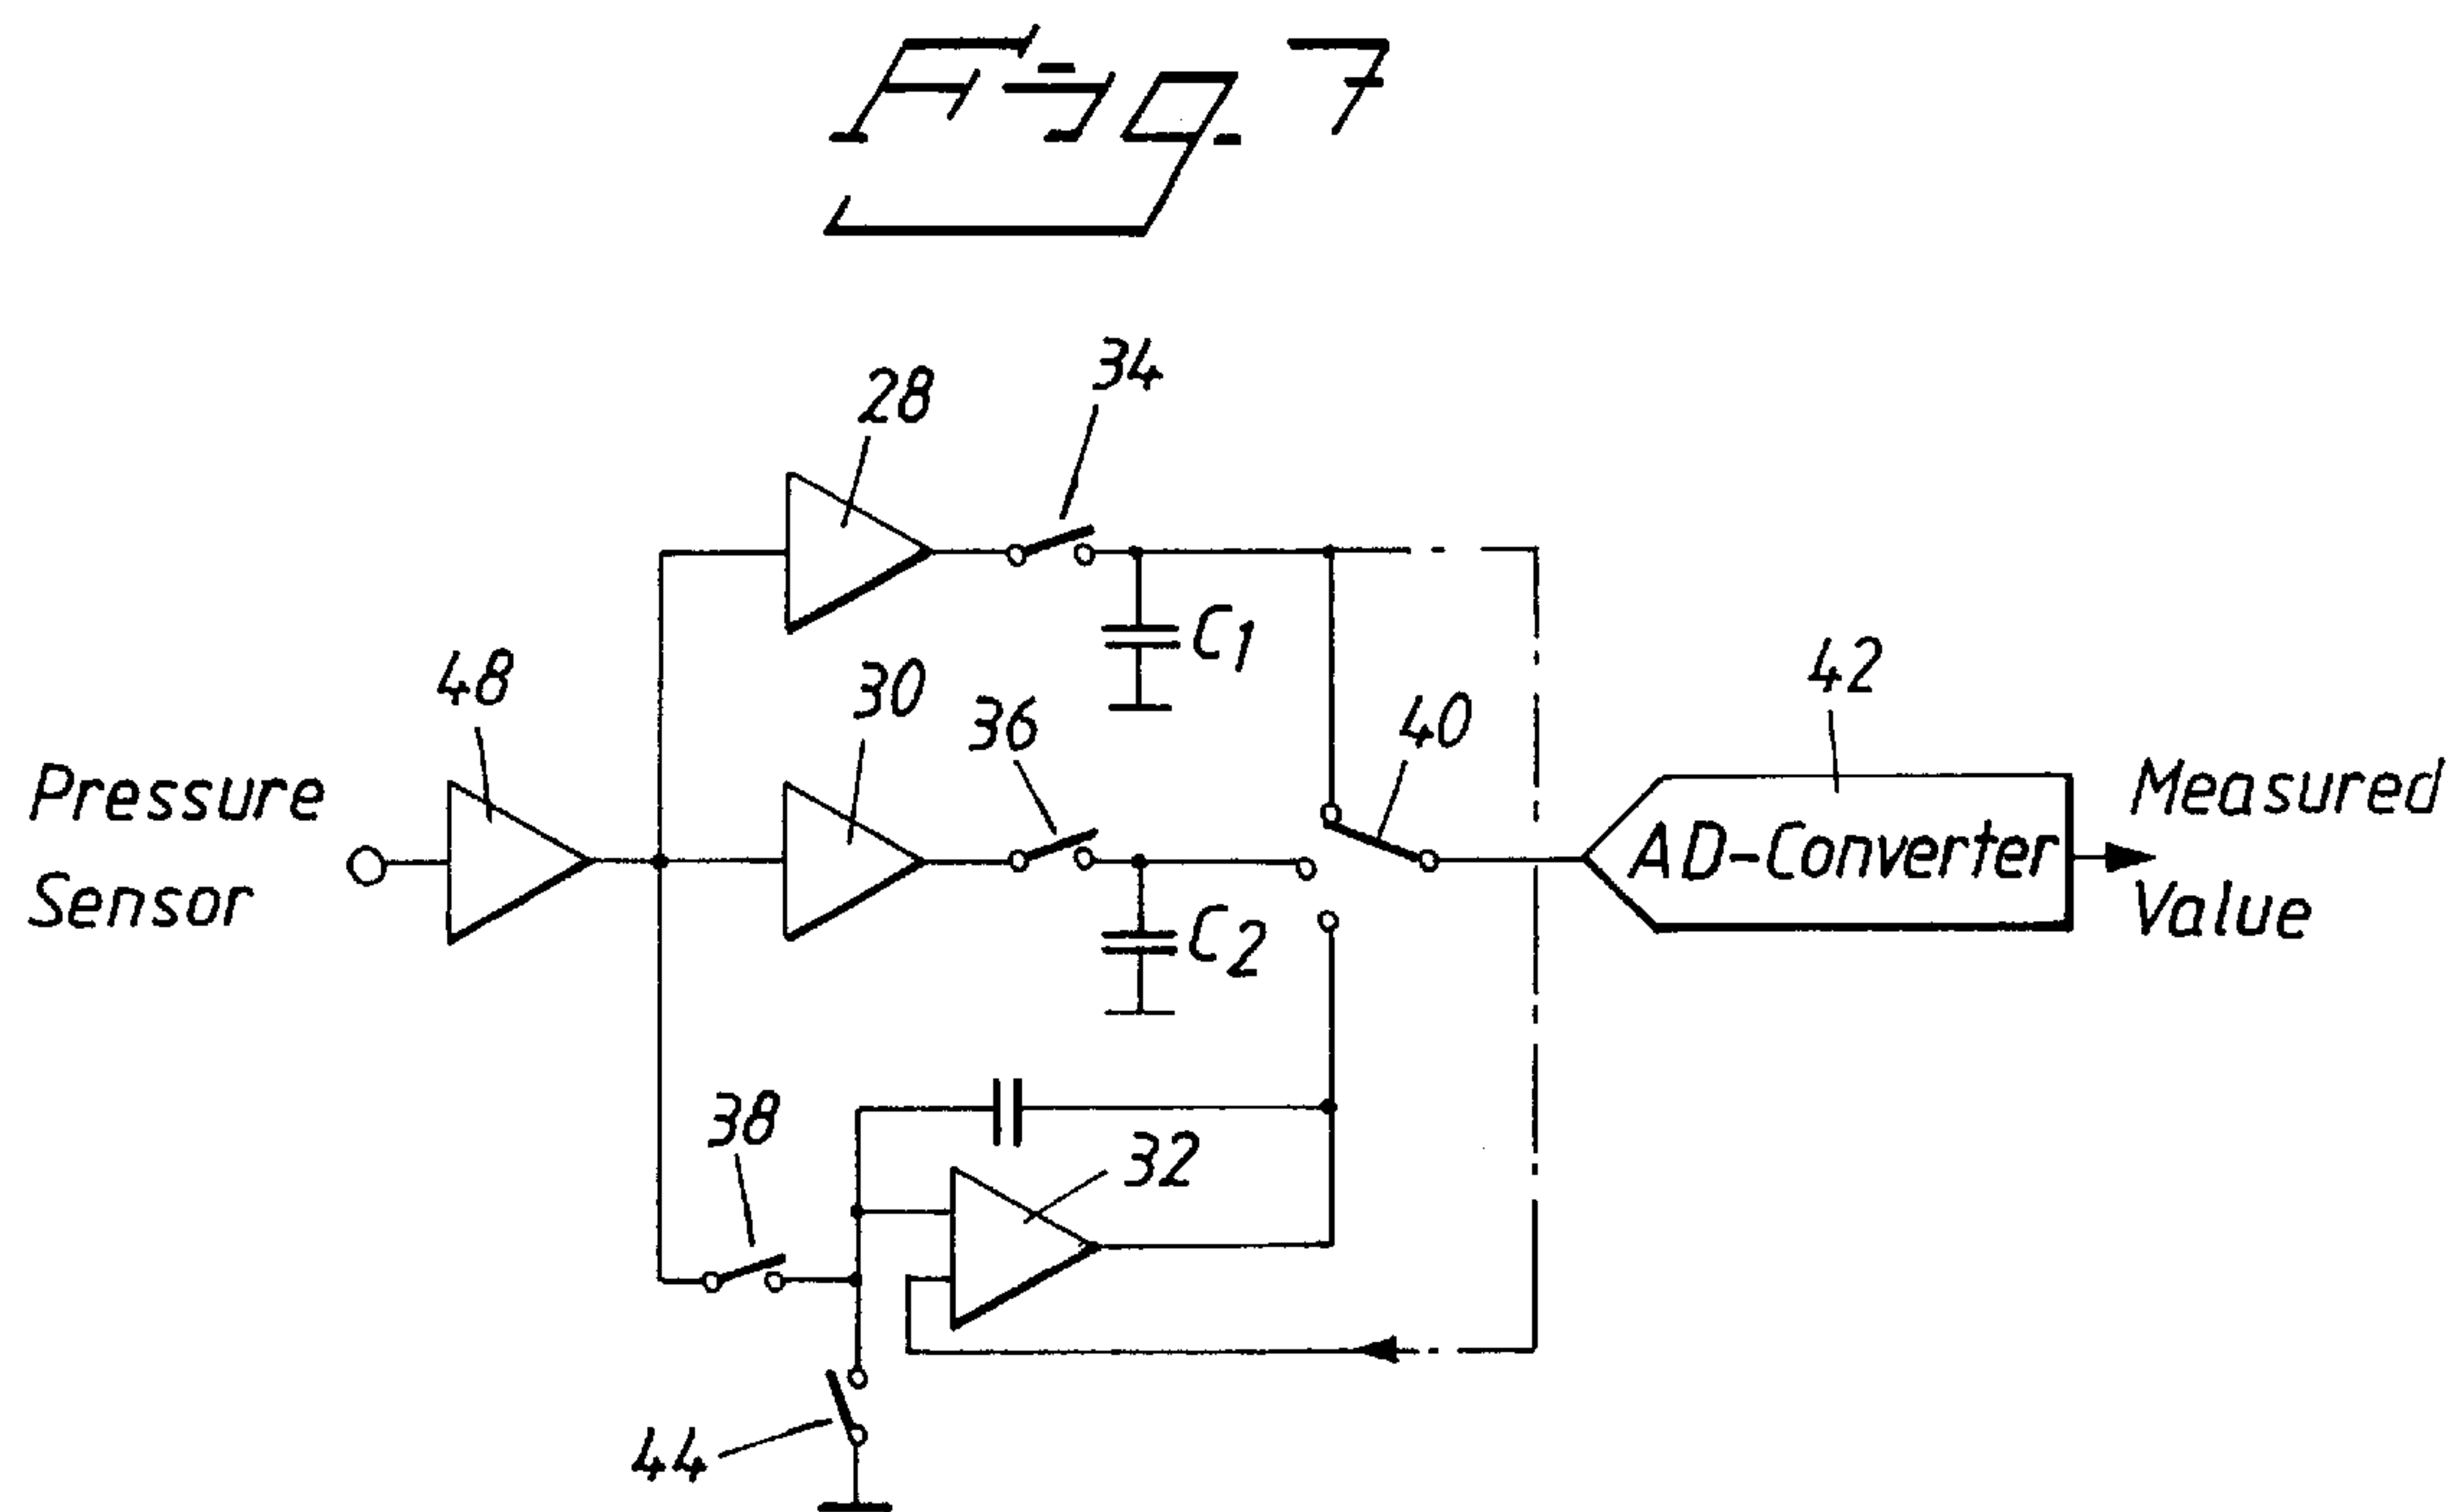 Fig. 7
34
28
C1
48
42
30
36
40
Pressure
Sensor
AD-Converter
Measured
Value
C2
38
32
44